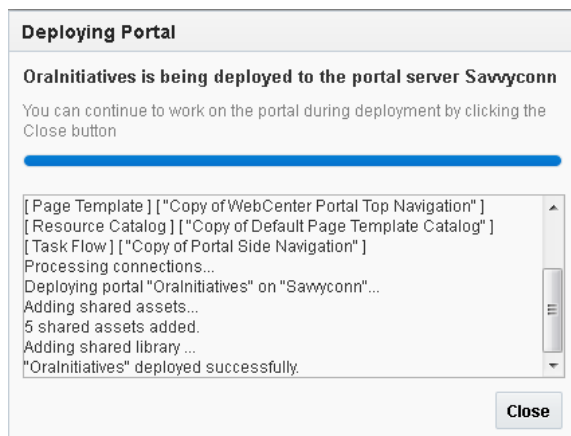 Deploying Portal
OraInitiatives is being deployed to the portal server Savvyconn
You can continue to work on the portal during deployment by clicking the
Close button
[ Page Template ] ["Copy of WebCenter Portal Top Navigation" ]
[ Resource Catalog ] ["Copy of Default Page Template Catalog" ]
[ Task Flow ] ["Copy of Portal Side Navigation" ]
Processing connections...
Deploying portal "OraInitiatives" on "Savvyconn"...
Adding shared assets...
5 shared assets added.
Adding shared library ...
"OraInitiatives" deployed successfully.
Close